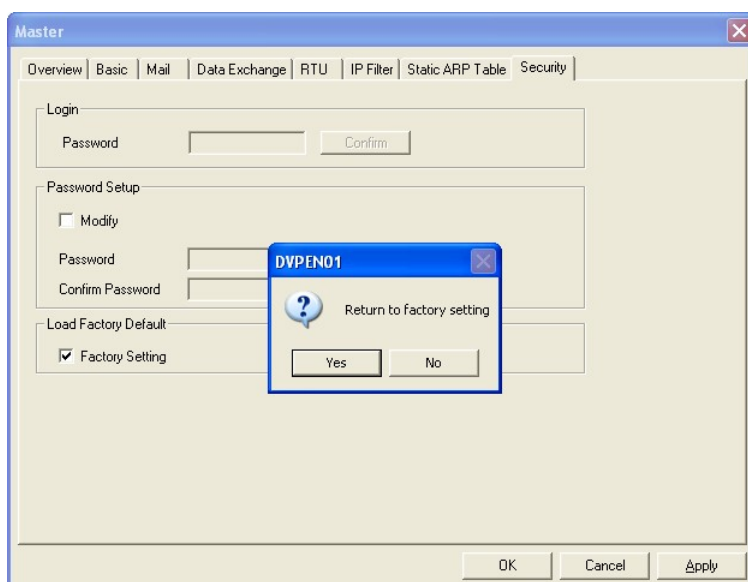 Master
Overview Basic Mail Data Exchange RTU IP Filter Static ARP Table Security
Login
Password Confirm
Password Setup
Modify
Password
Confirm Password
Load Factory Default
Factory Setting
DVPEN01
Return to factory setting
Yes No
OK Cancel Apply